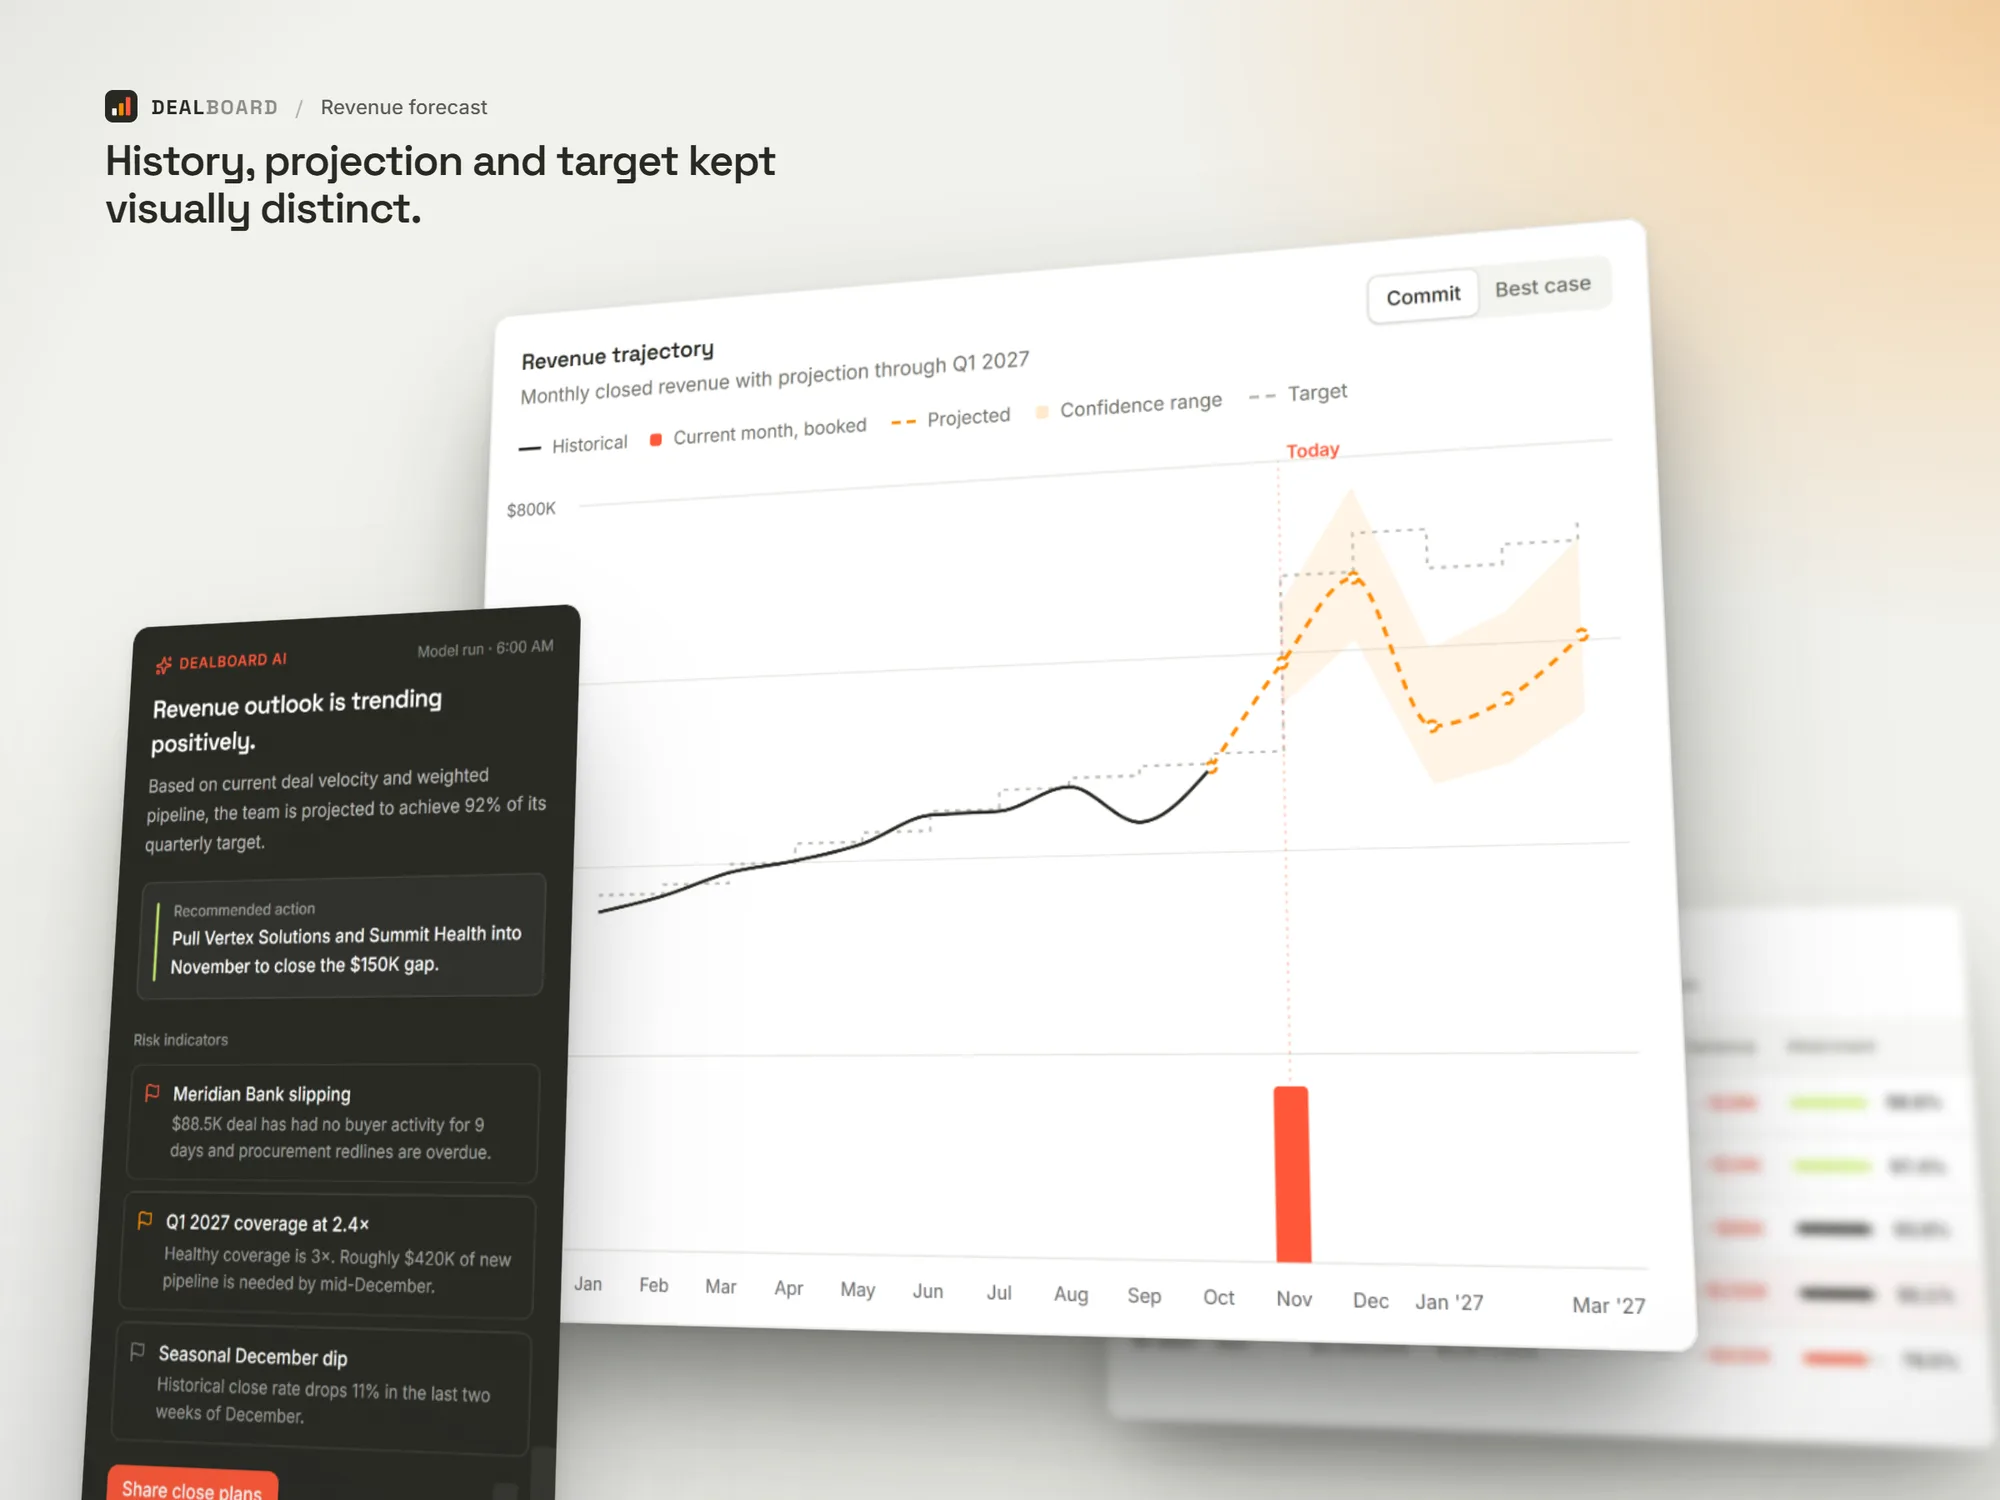 DEALBOARD / Revenue forecast
History, projection and target kept
visually distinct.
Commit Best case
Revenue trajectory
Monthly closed revenue with projection through Q1 2027
Historical Current month, booked Projected Confidence range Target
Today
$800K
Jan Feb Mar Apr May Jun Jul Aug Sep Oct Nov Dec Jan '27 Mar '27
DEALBOARD AI Model run · 6:00 AM
Revenue outlook is trending
positively.
Based on current deal velocity and weighted
pipeline, the team is projected to achieve 92% of its
quarterly target.
Recommended action
Pull Vertex Solutions and Summit Health into
November to close the $150K gap.
Risk indicators
Meridian Bank slipping
$88.5K deal has had no buyer activity for 9
days and procurement redlines are overdue.
Q1 2027 coverage at 2.4×
Healthy coverage is 3×. Roughly $420K of new
pipeline is needed by mid-December.
Seasonal December dip
Historical close rate drops 11% in the last two
weeks of December.
Share close plans